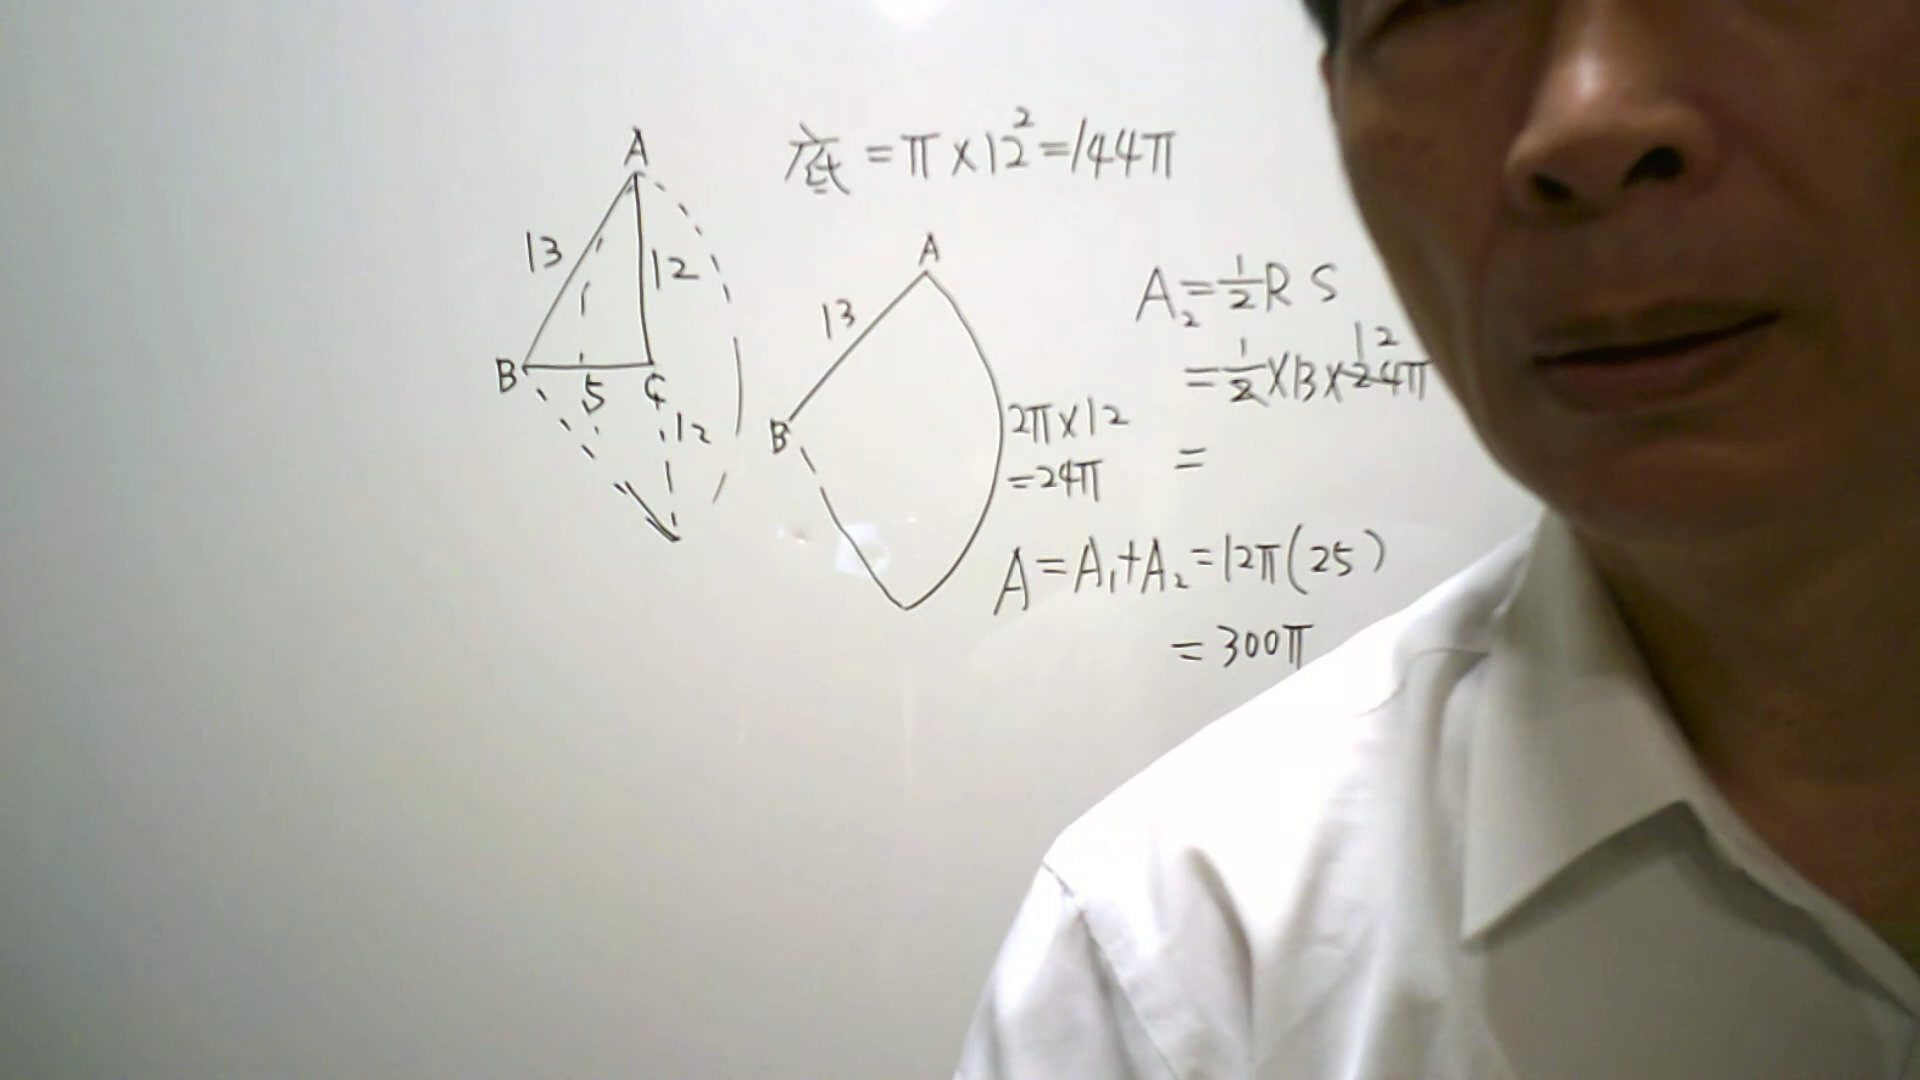 底 = π × 12² = 144π
A
13
12
B
5
C
12
A
13
B
2π × 12
= 24π
A₂ = 1/2 R S
12
= 1/2 × 13 × 24π
=
A = A₁ + A₂ = 12π(25)
= 300π